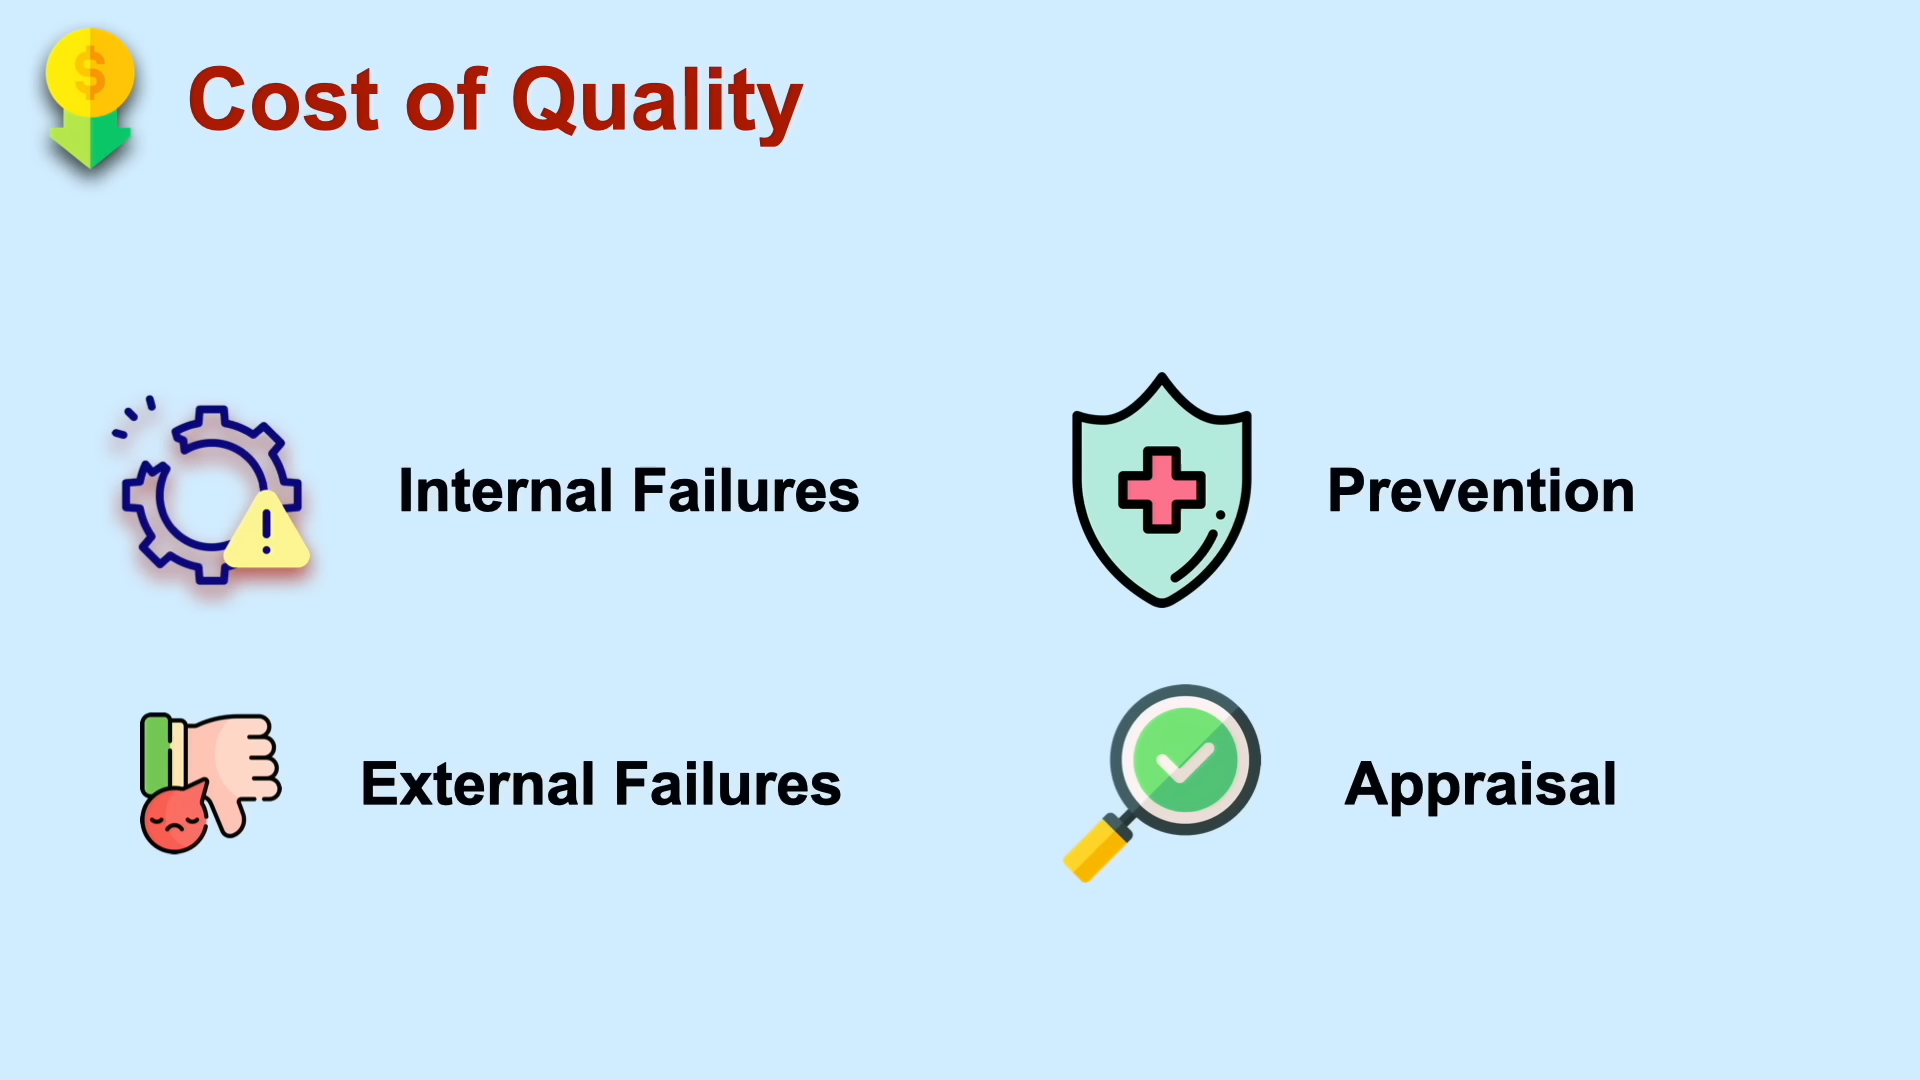 $
Cost of Quality
Internal Failures
Prevention
External Failures
Appraisal